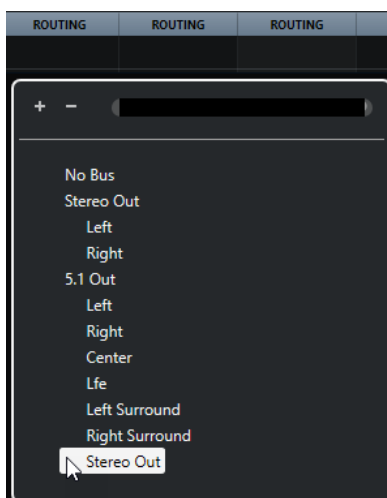 ROUTING ROUTING ROUTING
+ −
No Bus
Stereo Out
Left
Right
5.1 Out
Left
Right
Center
Lfe
Left Surround
Right Surround
Stereo Out